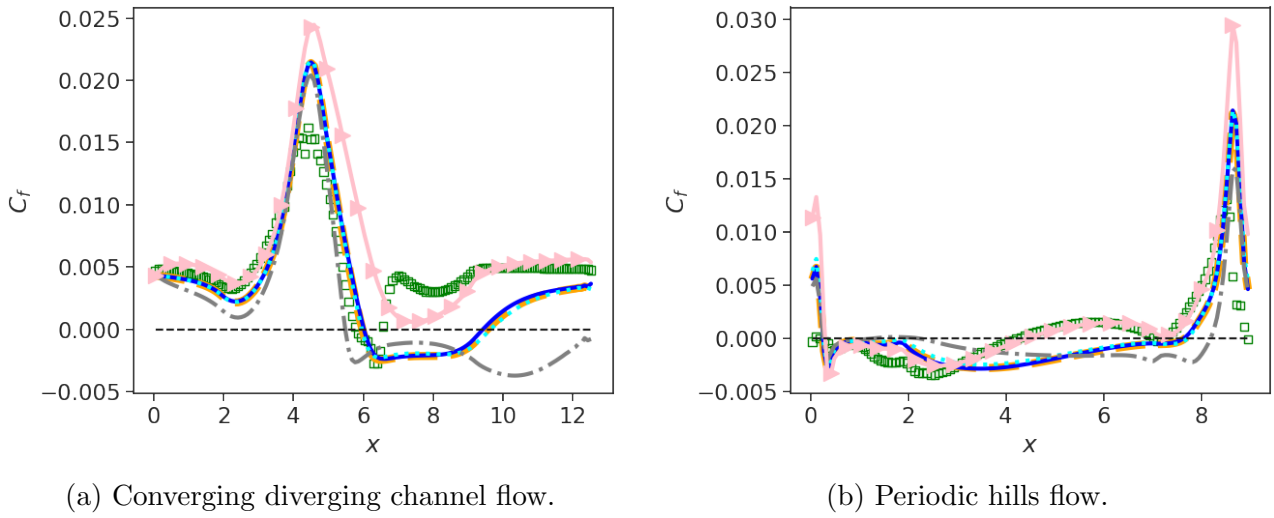 0.025
0.020
0.015
0.010
0.005
0.000
−0.005
C_f
0 2 4 6 8 10 12
x
0.030
0.025
0.020
0.015
0.010
0.005
0.000
−0.005
C_f
0 2 4 6 8
x
(a) Converging diverging channel flow.
(b) Periodic hills flow.